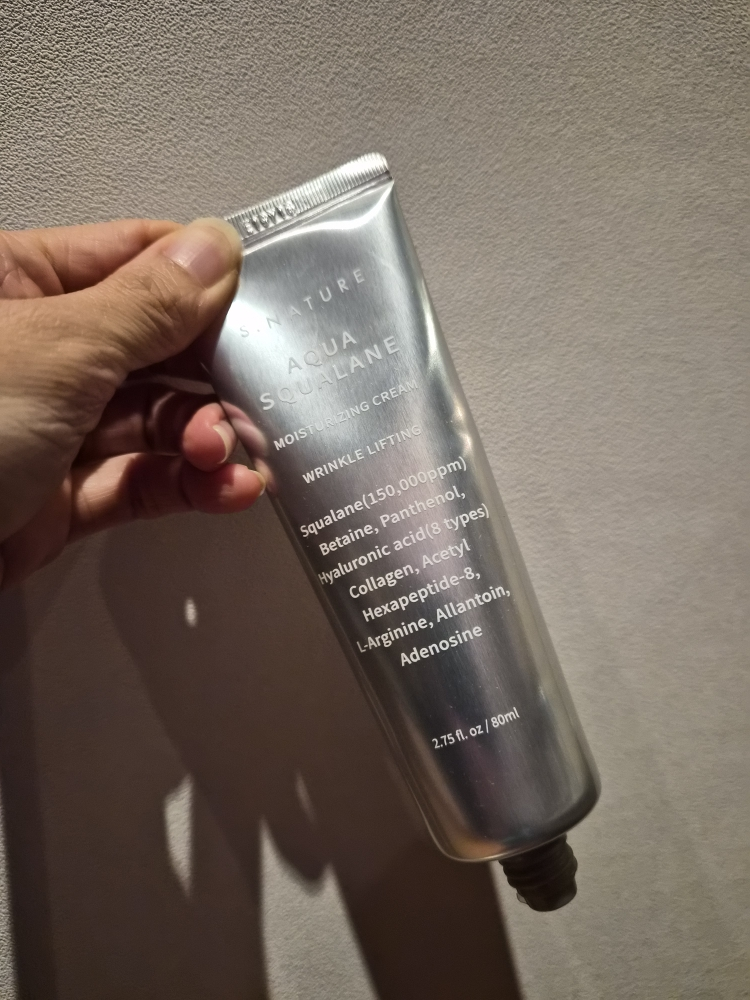 S.NATURE
AQUA
SQUALANE
MOISTURIZING CREAM
WRINKLE LIFTING
Squalane(150,000ppm)
Betaine, Panthenol,
Hyaluronic acid(8 types)
Collagen, Acetyl
Hexapeptide-8,
L-Arginine, Allantoin,
Adenosine
2.75 fl. oz / 80ml